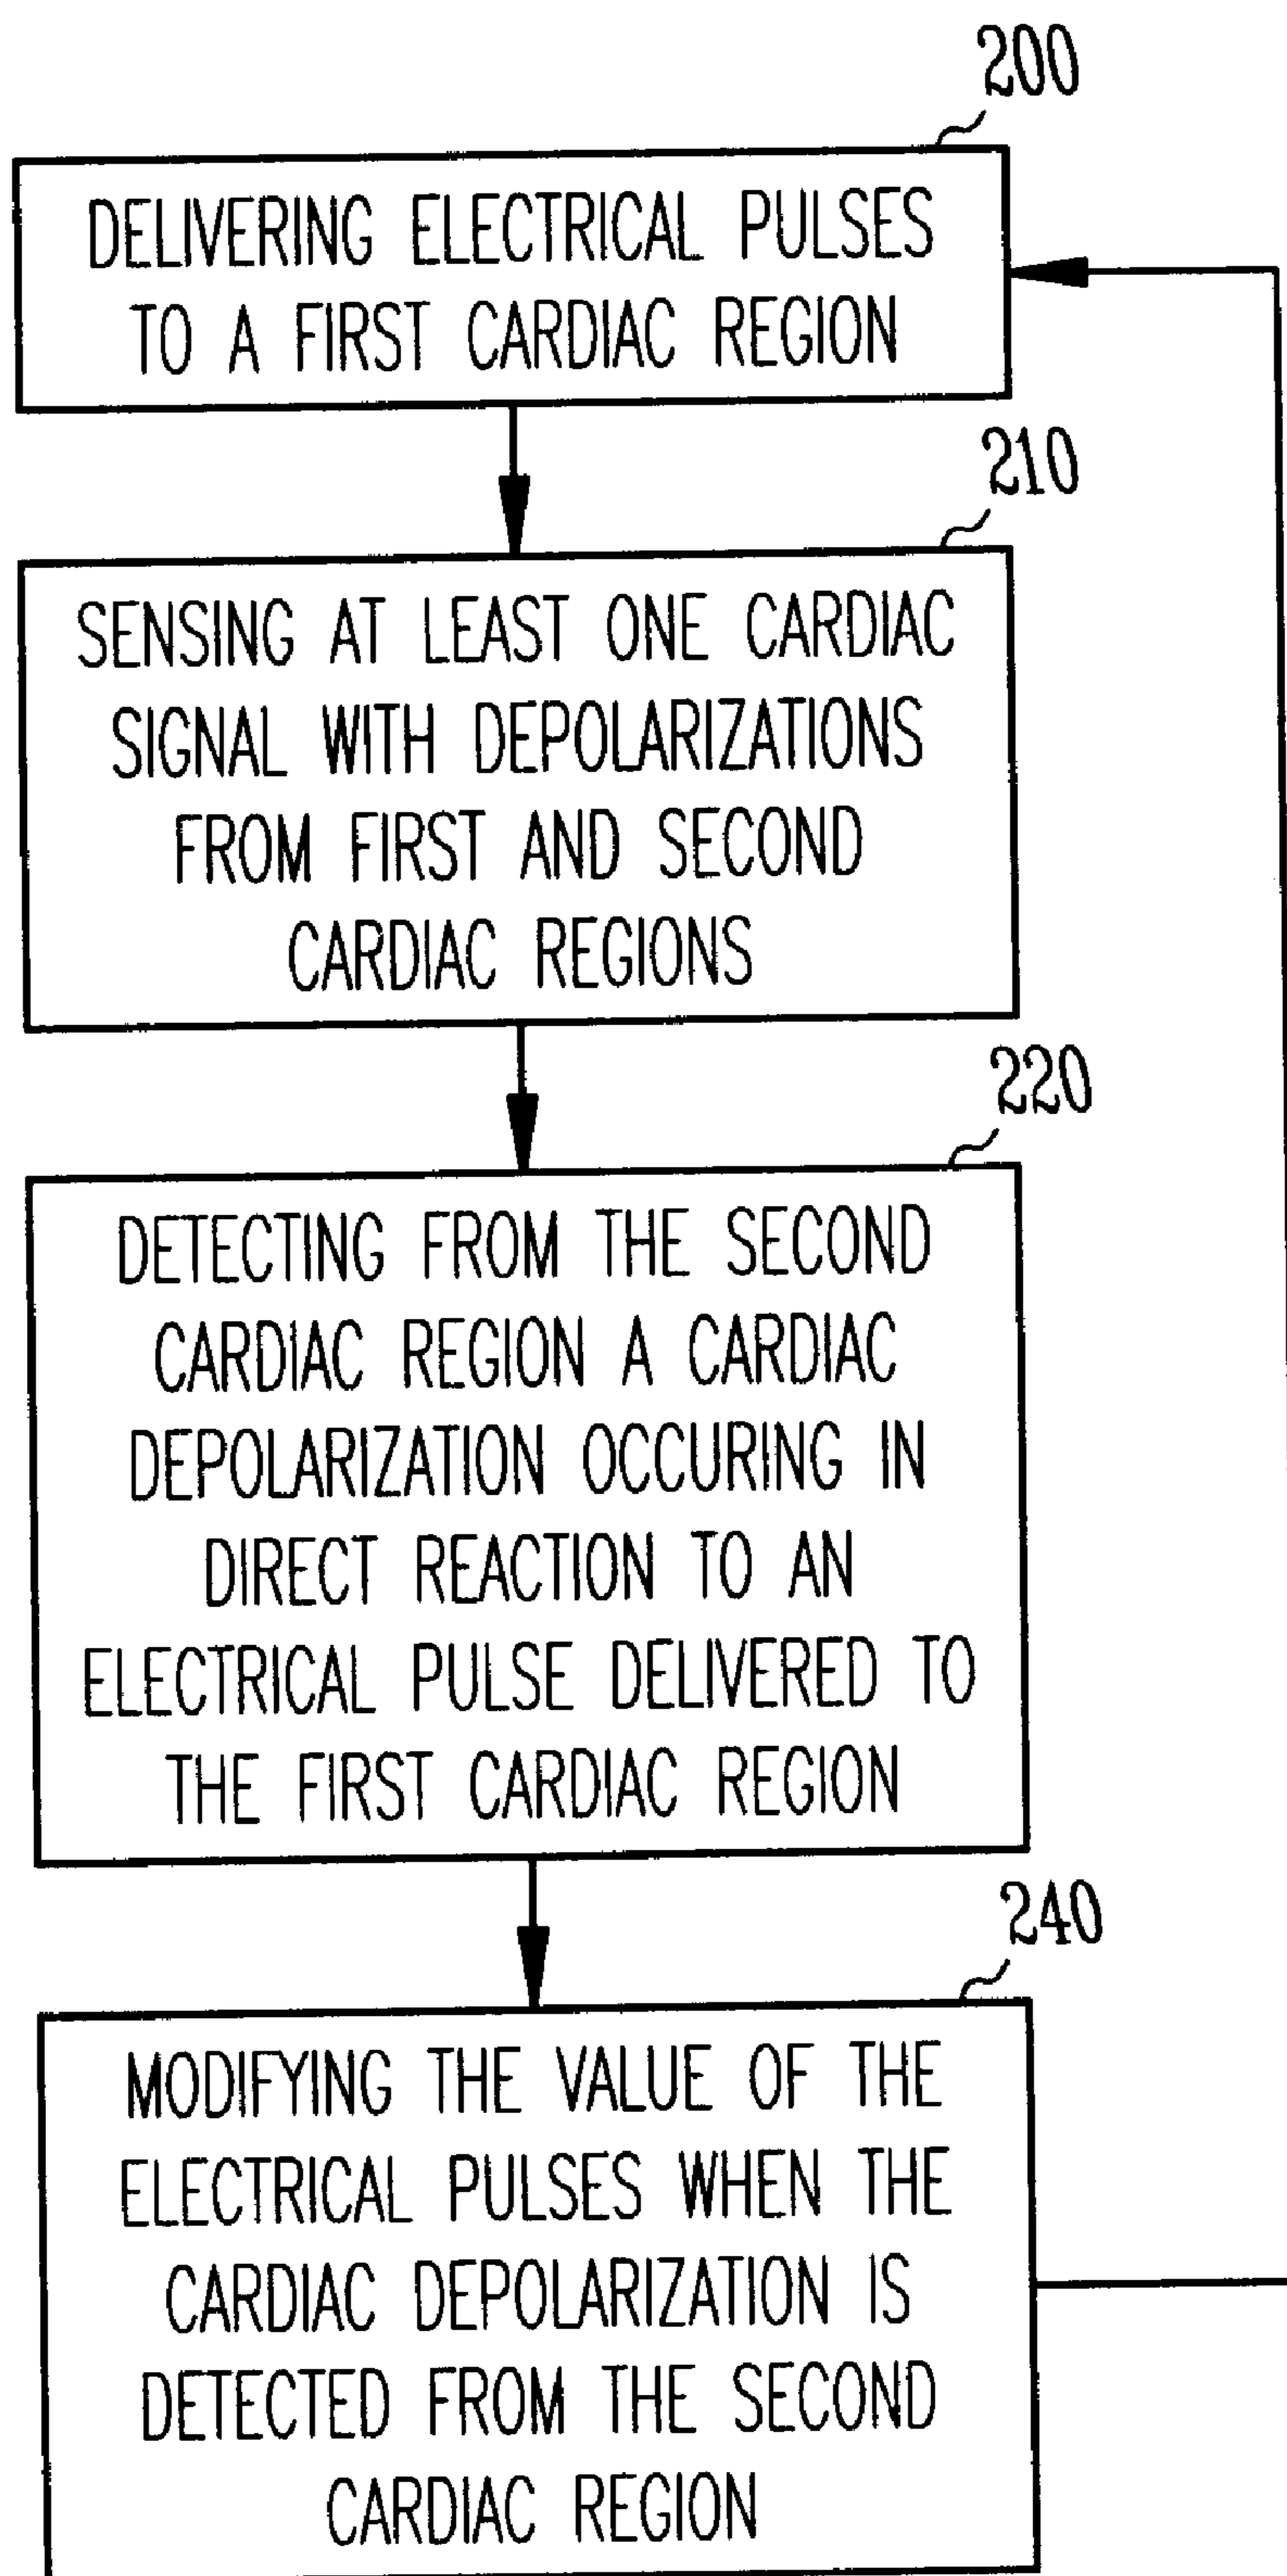 200
DELIVERING ELECTRICAL PULSES
TO A FIRST CARDIAC REGION
210
SENSING AT LEAST ONE CARDIAC
SIGNAL WITH DEPOLARIZATIONS
FROM FIRST AND SECOND
CARDIAC REGIONS
220
DETECTING FROM THE SECOND
CARDIAC REGION A CARDIAC
DEPOLARIZATION OCCURING IN
DIRECT REACTION TO AN
ELECTRICAL PULSE DELIVERED TO
THE FIRST CARDIAC REGION
240
MODIFYING THE VALUE OF THE
ELECTRICAL PULSES WHEN THE
CARDIAC DEPOLARIZATION IS
DETECTED FROM THE SECOND
CARDIAC REGION